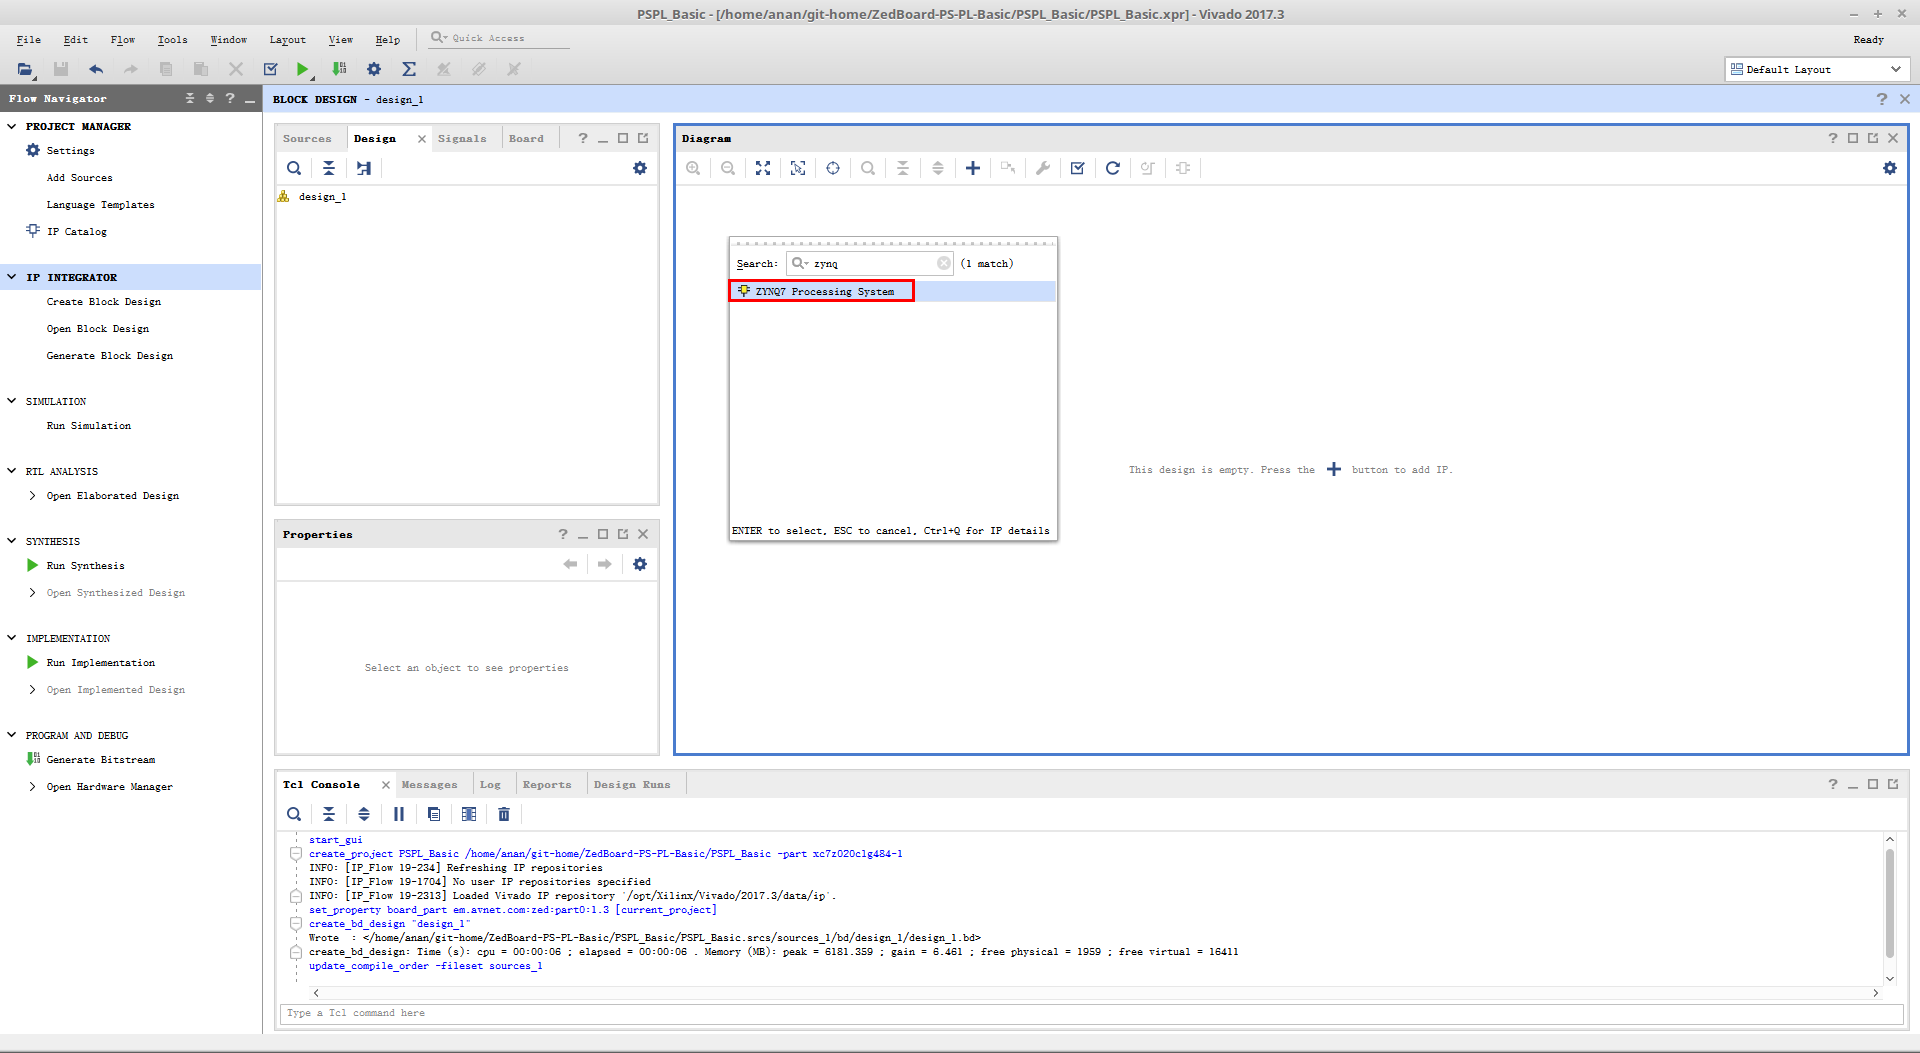 PSPL_Basic - [/home/anan/git-home/ZedBoard-PS-PL-Basic/PSPL_Basic/PSPL_Basic.xpr] - Vivado 2017.3
File Edit Flow Tools Window Layout View Help Quick Access
Ready
Default Layout
Flow Navigator
PROJECT MANAGER
Settings
Add Sources
Language Templates
IP Catalog
IP INTEGRATOR
Create Block Design
Open Block Design
Generate Block Design
SIMULATION
Run Simulation
RTL ANALYSIS
Open Elaborated Design
SYNTHESIS
Run Synthesis
Open Synthesized Design
IMPLEMENTATION
Run Implementation
Open Implemented Design
PROGRAM AND DEBUG
Generate Bitstream
Open Hardware Manager
BLOCK DESIGN - design_1
Sources Design Signals Board
design_1
Properties
Select an object to see properties
Diagram
Search: zynq (1 match)
ZYNQ7 Processing System
ENTER to select, ESC to cancel, Ctrl+Q for IP details
This design is empty. Press the + button to add IP.
Tcl Console Messages Log Reports Design Runs
start_gui
create_project PSPL_Basic /home/anan/git-home/ZedBoard-PS-PL-Basic/PSPL_Basic -part xc7z020clg484-1
INFO: [IP_Flow 19-234] Refreshing IP repositories
INFO: [IP_Flow 19-1704] No user IP repositories specified
INFO: [IP_Flow 19-2313] Loaded Vivado IP repository '/opt/Xilinx/Vivado/2017.3/data/ip'.
set_property board_part em.avnet.com:zed:part0:1.3 [current_project]
create_bd_design "design_1"
Wrote : </home/anan/git-home/ZedBoard-PS-PL-Basic/PSPL_Basic/PSPL_Basic.srcs/sources_1/bd/design_1/design_1.bd>
create_bd_design: Time (s): cpu = 00:00:06 ; elapsed = 00:00:06 . Memory (MB): peak = 6181.359 ; gain = 6.461 ; free physical = 1959 ; free virtual = 16411
update_compile_order -fileset sources_1
Type a Tcl command here